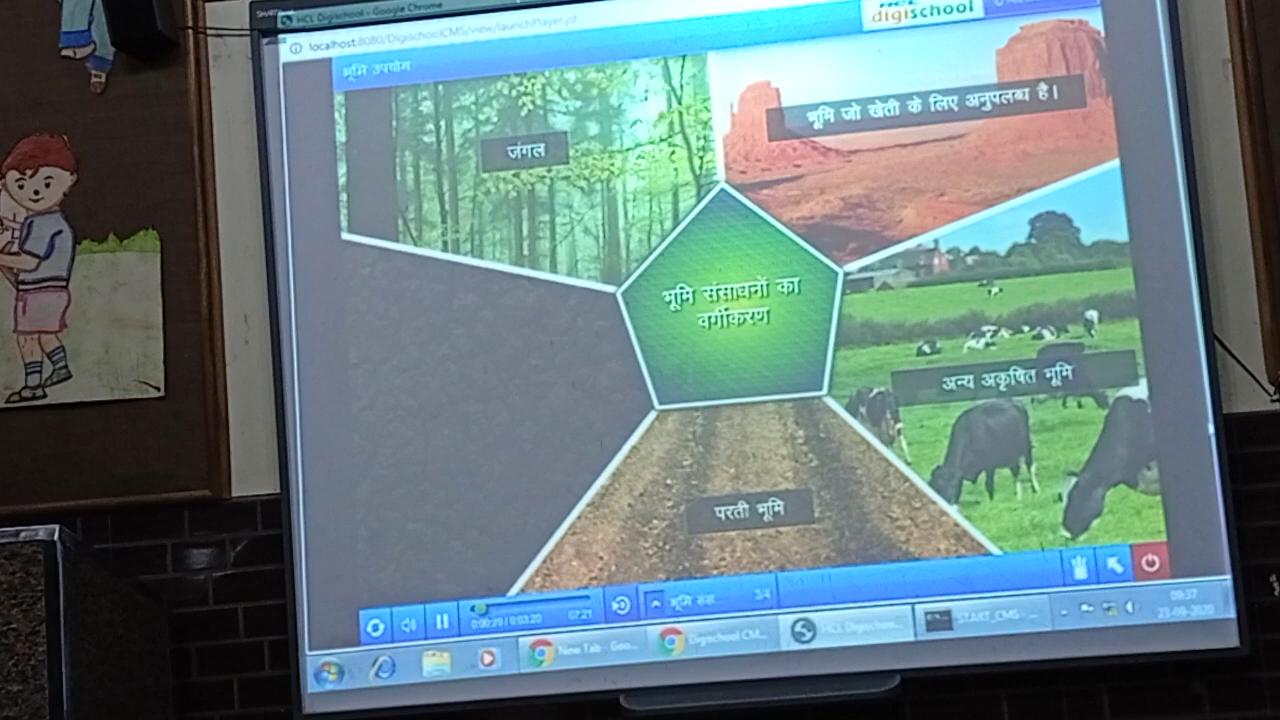 HCL Digischool - Google Chrome
localhost:8080/DigischoolCMS/view/launchPlayer.jsf
HCL
digischool
भूमि उपयोग
जंगल
भूमि जो खेती के लिए अनुपलब्ध है।
भूमि संसाधनों का
वर्गीकरण
अन्य अकृषित भूमि
परती भूमि
0:00:29 / 0:03:20
07:21
भूमि संस...
3/4
New Tab - Goo...
Digischool CM...
HCL Digischoo...
START_CMS - ...
09:37
23-09-2020